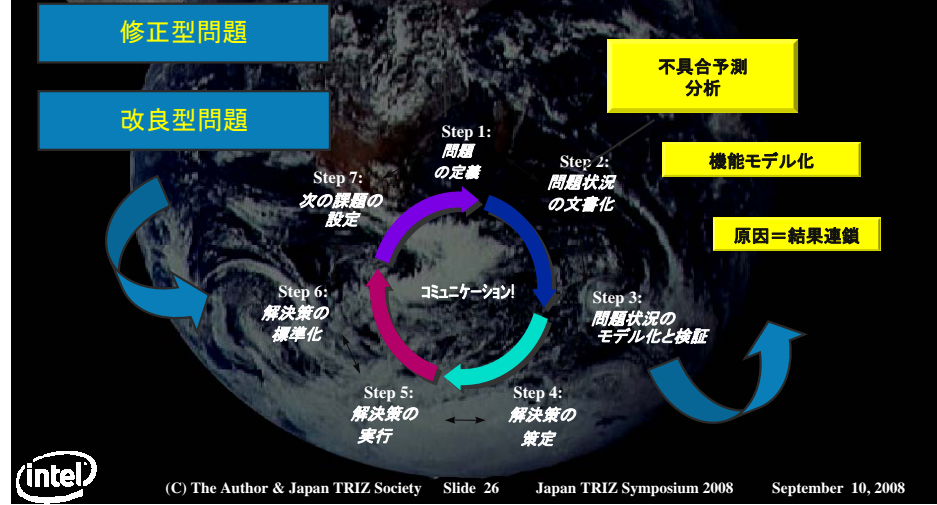 修正型問題
改良型問題
不具合予測
分析
機能モデル化
原因＝結果連鎖
Step 1:
問題
の定義
Step 2:
問題状況
の文書化
Step 3:
問題状況の
モデル化と検証
Step 4:
解決策の
策定
Step 5:
解決策の
実行
Step 6:
解決策の
標準化
Step 7:
次の課題の
設定
コミュニケーション!
intel
(C) The Author & Japan TRIZ Society Slide 26 Japan TRIZ Symposium 2008 September 10, 2008